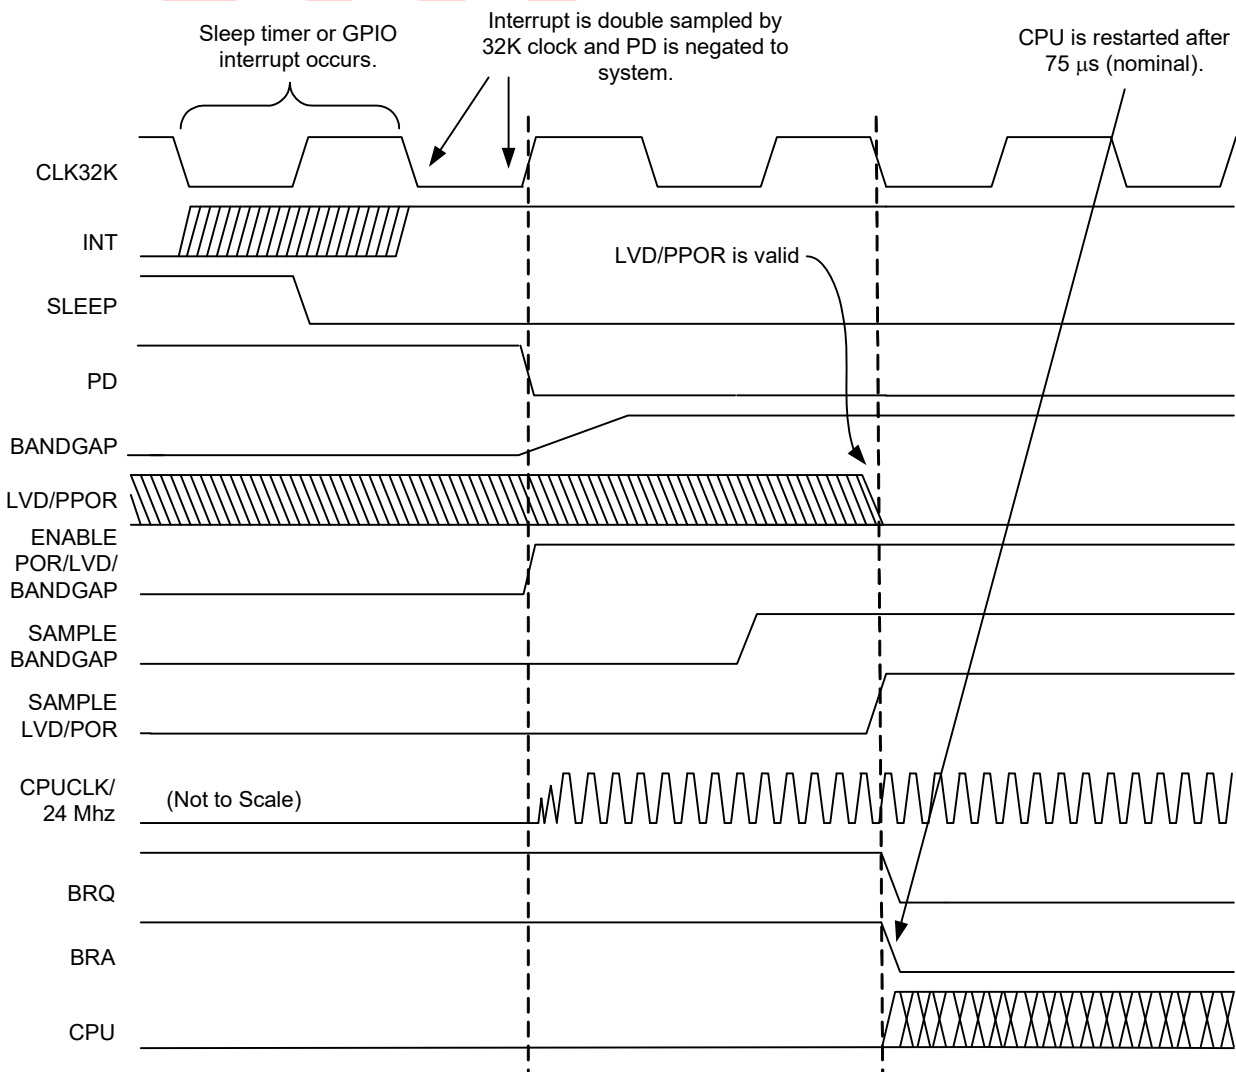 Sleep timer or GPIO
interrupt occurs.
Interrupt is double sampled by
32K clock and PD is negated to
system.
CPU is restarted after
75 µs (nominal).
CLK32K
INT
LVD/PPOR is valid
SLEEP
PD
BANDGAP
LVD/PPOR
ENABLE
POR/LVD/
BANDGAP
SAMPLE
BANDGAP
SAMPLE
LVD/POR
CPUCLK/
24 Mhz
(Not to Scale)
BRQ
BRA
CPU